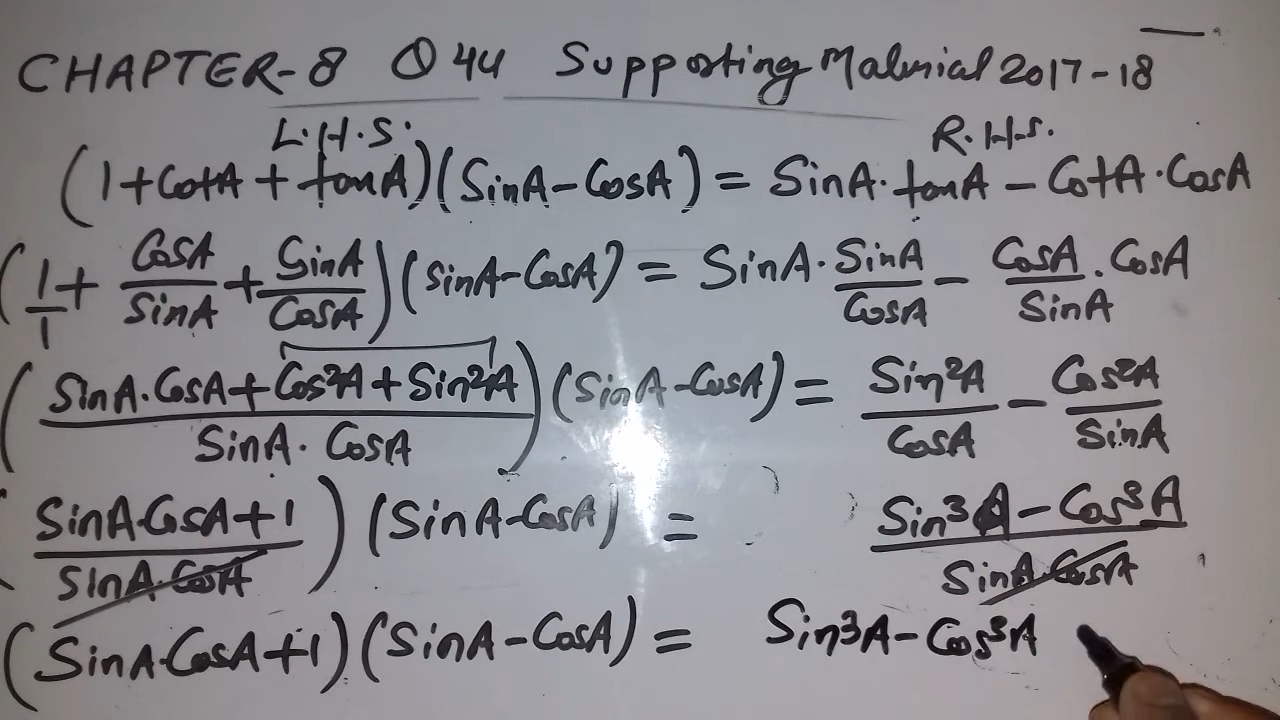 CHAPTER-8 Q 44 Supporting Material 2017-18
L.H.S. R.H.S.
(1+CotA + tanA)(SinA-CosA) = SinA.tanA - CotA.CosA
(1/1 + CosA/SinA + SinA/CosA)(SinA-CosA) = SinA.SinA/CosA - CosA/SinA.CosA
(SinA.CosA+Cos²A+Sin²A/SinA.CosA)(SinA-CosA) = Sin²A/CosA - Cos²A/SinA
(SinA.CosA+1/SinA.CosA)(SinA-CosA) = Sin³A-Cos³A/SinA.CosA
(SinA.CosA+1)(SinA-CosA) = Sin³A-Cos³A